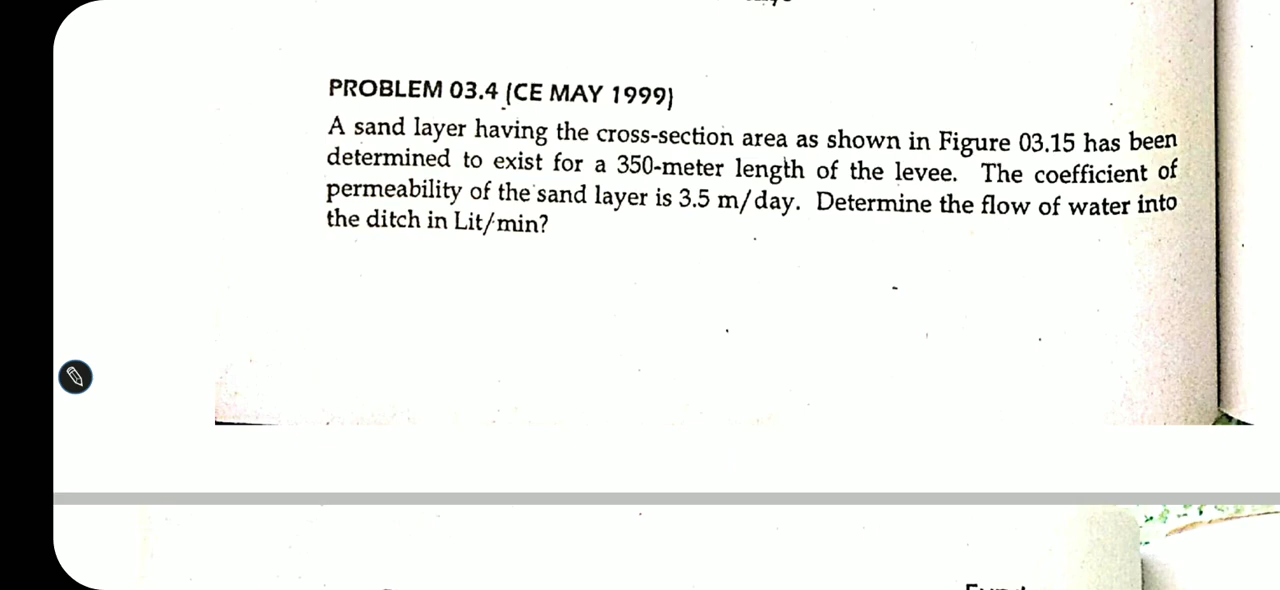 PROBLEM 03.4 (CE MAY 1999)
A sand layer having the cross-section area as shown in Figure 03.15 has been
determined to exist for a 350-meter length of the levee. The coefficient of
permeability of the sand layer is 3.5 m/day. Determine the flow of water into
the ditch in Lit/min?